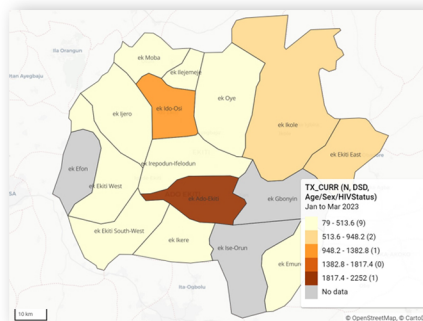 Ila Orangun
ek Moba
ek Ilejemeje
ek Oye
ek Ido-Osi
ek Ijero
ek Ikole
ek Efon
ek Irepodun-Ifelodun
ek Ekiti East
ek Ekiti West
ek Gbonyin
ek Ekiti South-West
ek Ikere
ek Ise-Orun
ek Emure
TX_CURR (N, DSD,
Age/Sex/HIVStatus)
Jan to Mar 2023
79 - 513.6 (9)
513.6 - 948.2 (2)
948.2 - 1382.8 (1)
1382.8 - 1817.4 (0)
1817.4 - 2252 (1)
No data
10 km
© OpenStreetMap, © CartoDB